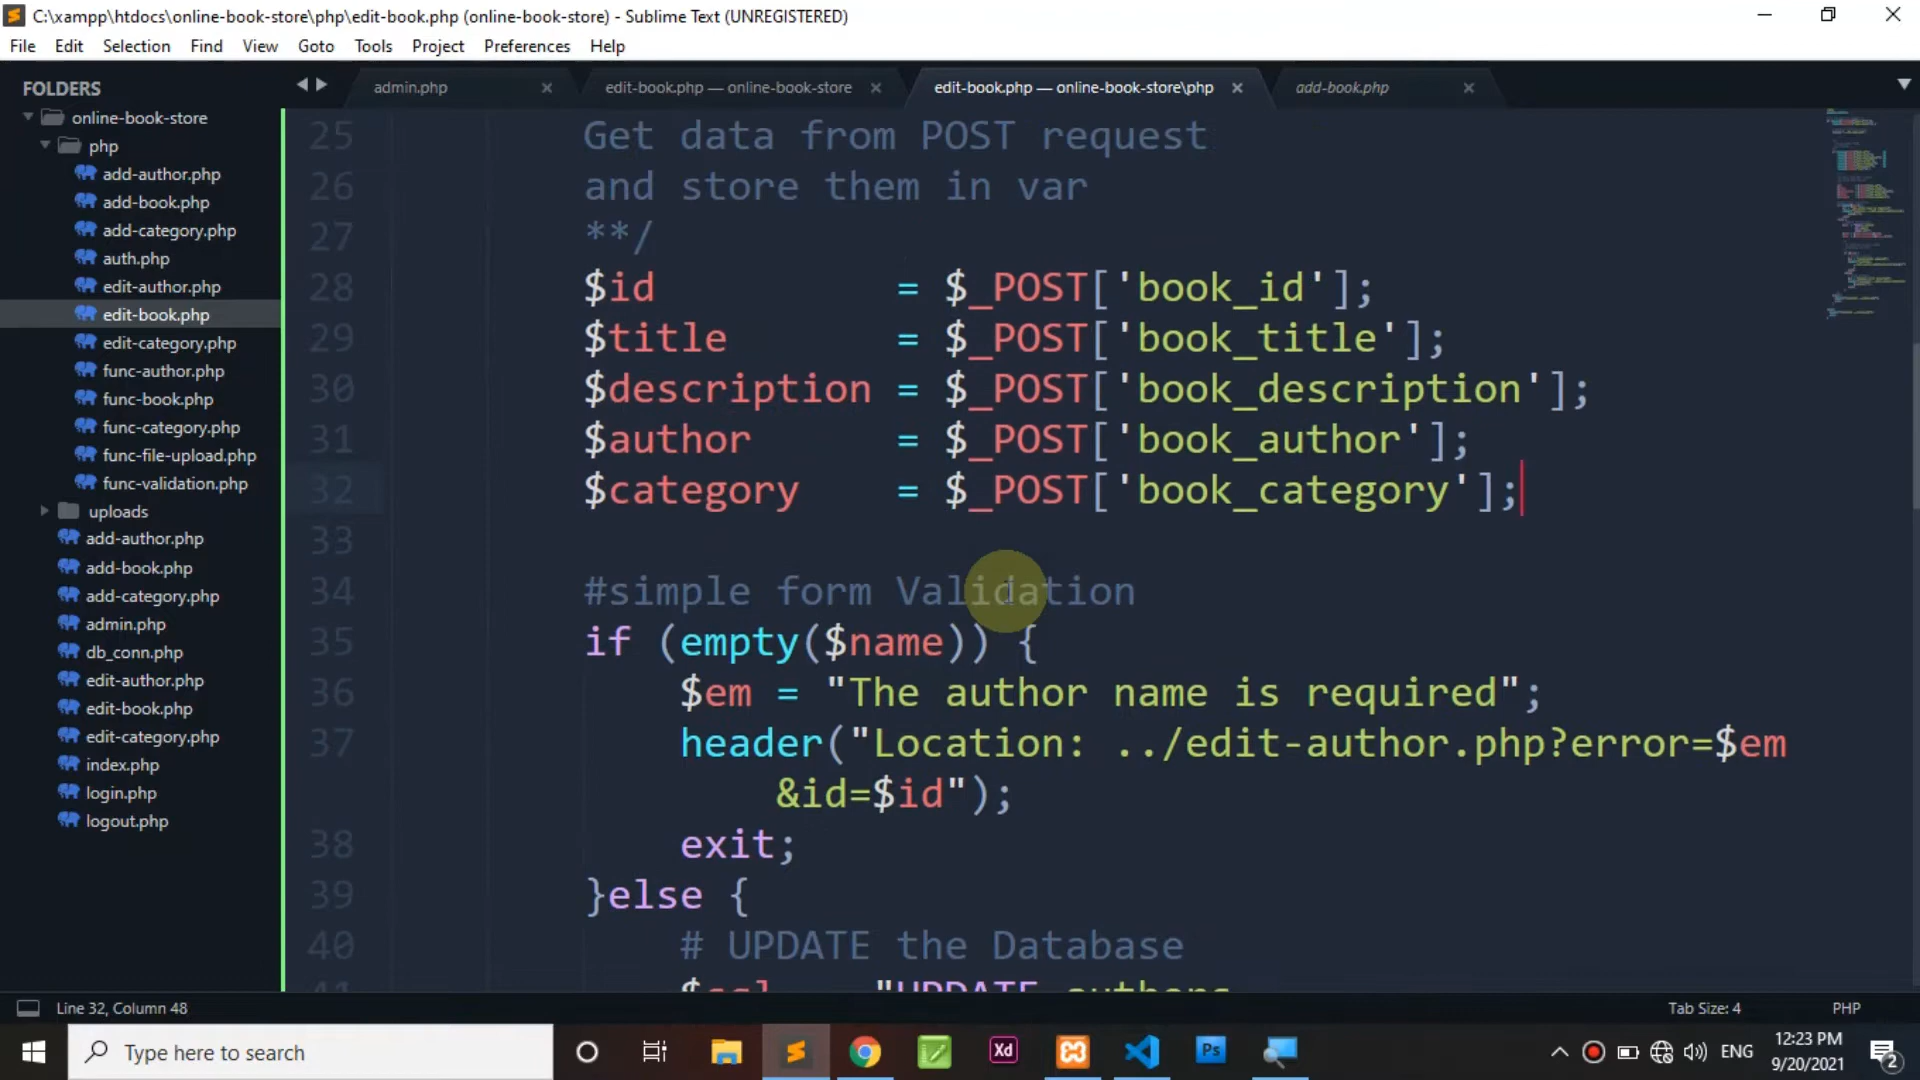 C:\xampp\htdocs\online-book-store\php\edit-book.php (online-book-store) - Sublime Text (UNREGISTERED)
File Edit Selection Find View Goto Tools Project Preferences Help
FOLDERS
online-book-store
php
add-author.php
add-book.php
add-category.php
auth.php
edit-author.php
edit-book.php
edit-category.php
func-author.php
func-book.php
func-category.php
func-file-upload.php
func-validation.php
uploads
add-author.php
add-book.php
add-category.php
admin.php
db_conn.php
edit-author.php
edit-book.php
edit-category.php
index.php
login.php
logout.php
admin.php
edit-book.php — online-book-store
edit-book.php — online-book-store\php
add-book.php
25 Get data from POST request
26 and store them in var
27 **/
28 $id = $_POST['book_id'];
29 $title = $_POST['book_title'];
30 $description = $_POST['book_description'];
31 $author = $_POST['book_author'];
32 $category = $_POST['book_category'];
33
34 #simple form Validation
35 if (empty($name)) {
36 $em = "The author name is required";
37 header("Location: ../edit-author.php?error=$em
&id=$id");
38 exit;
39 }else {
40 # UPDATE the Database
41 $sql "UPDATE authors
Line 32, Column 48
Tab Size: 4
PHP
Type here to search
Xd
Ps
ENG
12:23 PM
9/20/2021
2